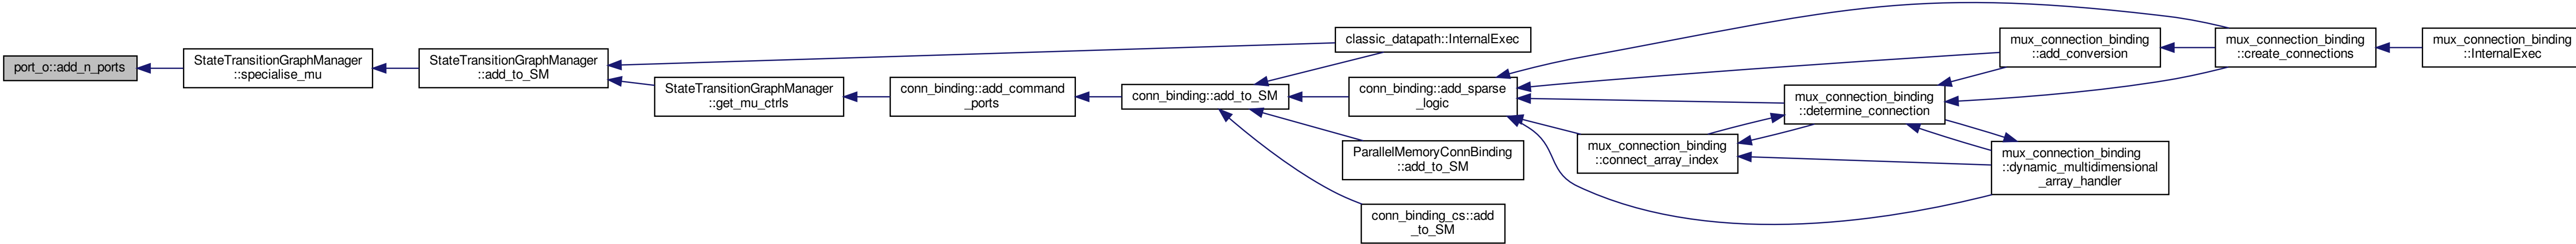 port_o::add_n_ports
StateTransitionGraphManager
::specialise_mu
StateTransitionGraphManager
::add_to_SM
classic_datapath::InternalExec
StateTransitionGraphManager
::get_mu_ctrls
conn_binding::add_command
_ports
conn_binding::add_to_SM
conn_binding::add_sparse
_logic
ParallelMemoryConnBinding
::add_to_SM
conn_binding_cs::add
_to_SM
mux_connection_binding
::connect_array_index
mux_connection_binding
::determine_connection
mux_connection_binding
::add_conversion
mux_connection_binding
::dynamic_multidimensional
_array_handler
mux_connection_binding
::create_connections
mux_connection_binding
::InternalExec